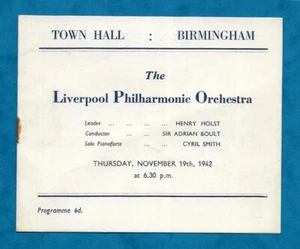 TOWN HALL : BIRMINGHAM
The
Liverpool Philharmonic Orchestra
Leader ... ... ... ... HENRY HOLST
Conductor ... ... ... SIR ADRIAN BOULT
Solo Pianoforte ... ... ... CYRIL SMITH
THURSDAY, NOVEMBER 19th, 1942
at 6.30 p.m.
Programme 6d.